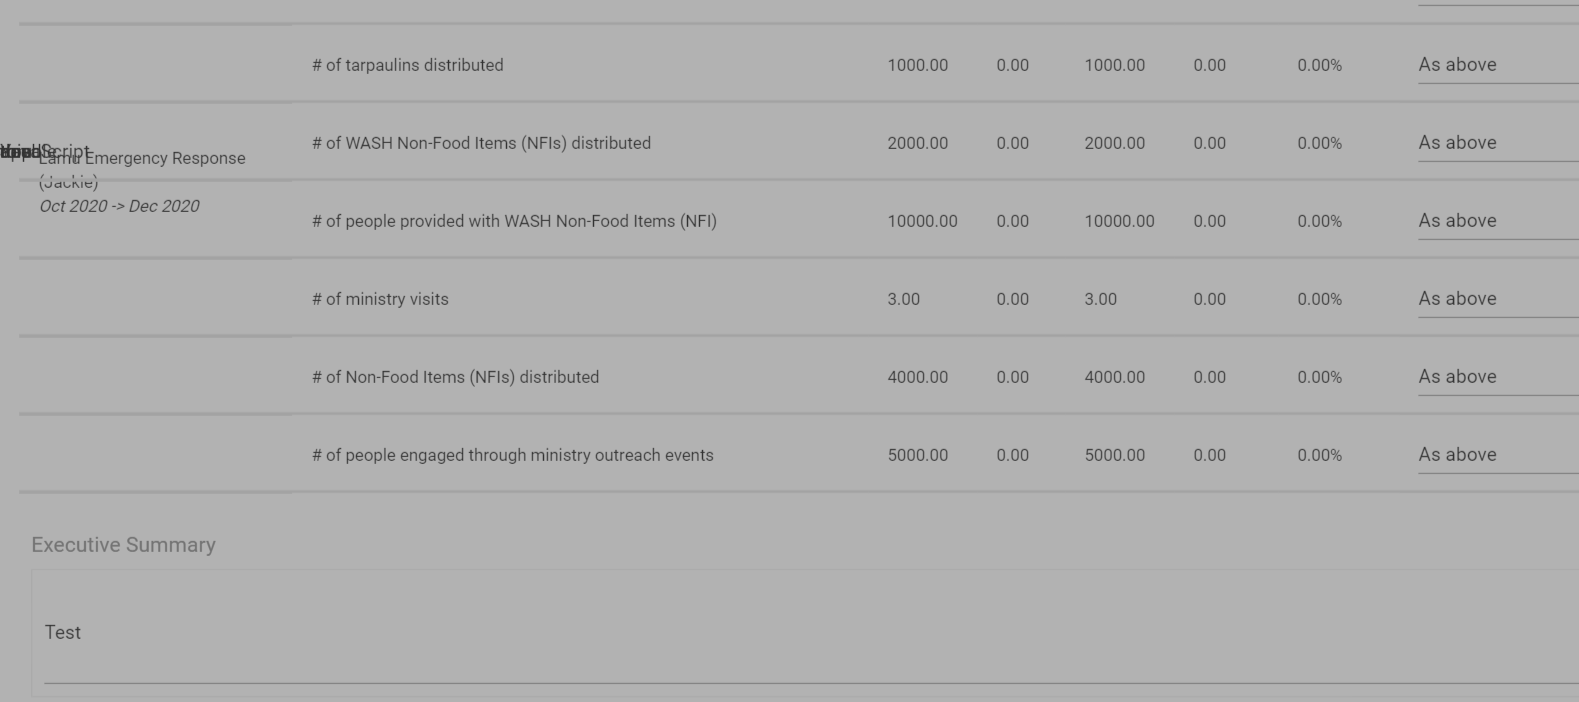 # of tarpaulins distributed 1000.00 0.00 1000.00 0.00 0.00% As above
# of WASH Non-Food Items (NFIs) distributed 2000.00 0.00 2000.00 0.00 0.00% As above
Lamu Emergency Response
(Jackie)
Oct 2020 -> Dec 2020
# of people provided with WASH Non-Food Items (NFI) 10000.00 0.00 10000.00 0.00 0.00% As above
# of ministry visits 3.00 0.00 3.00 0.00 0.00% As above
# of Non-Food Items (NFIs) distributed 4000.00 0.00 4000.00 0.00 0.00% As above
# of people engaged through ministry outreach events 5000.00 0.00 5000.00 0.00 0.00% As above
Executive Summary
Test